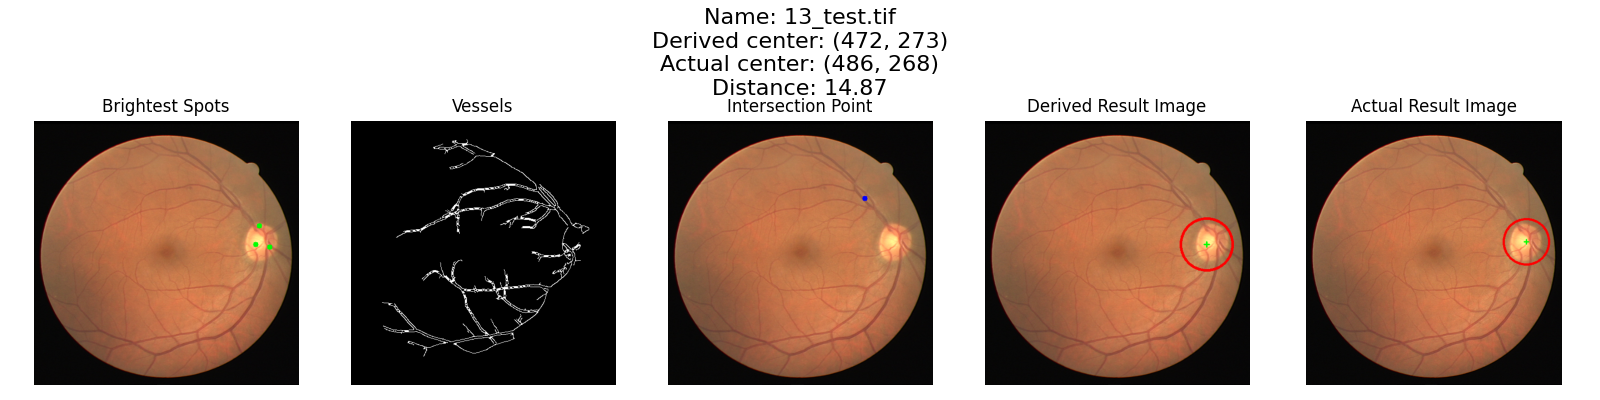 Name: 13_test.tif
Derived center: (472, 273)
Actual center: (486, 268)
Distance: 14.87
Brightest Spots
Vessels
Intersection Point
Derived Result Image
Actual Result Image